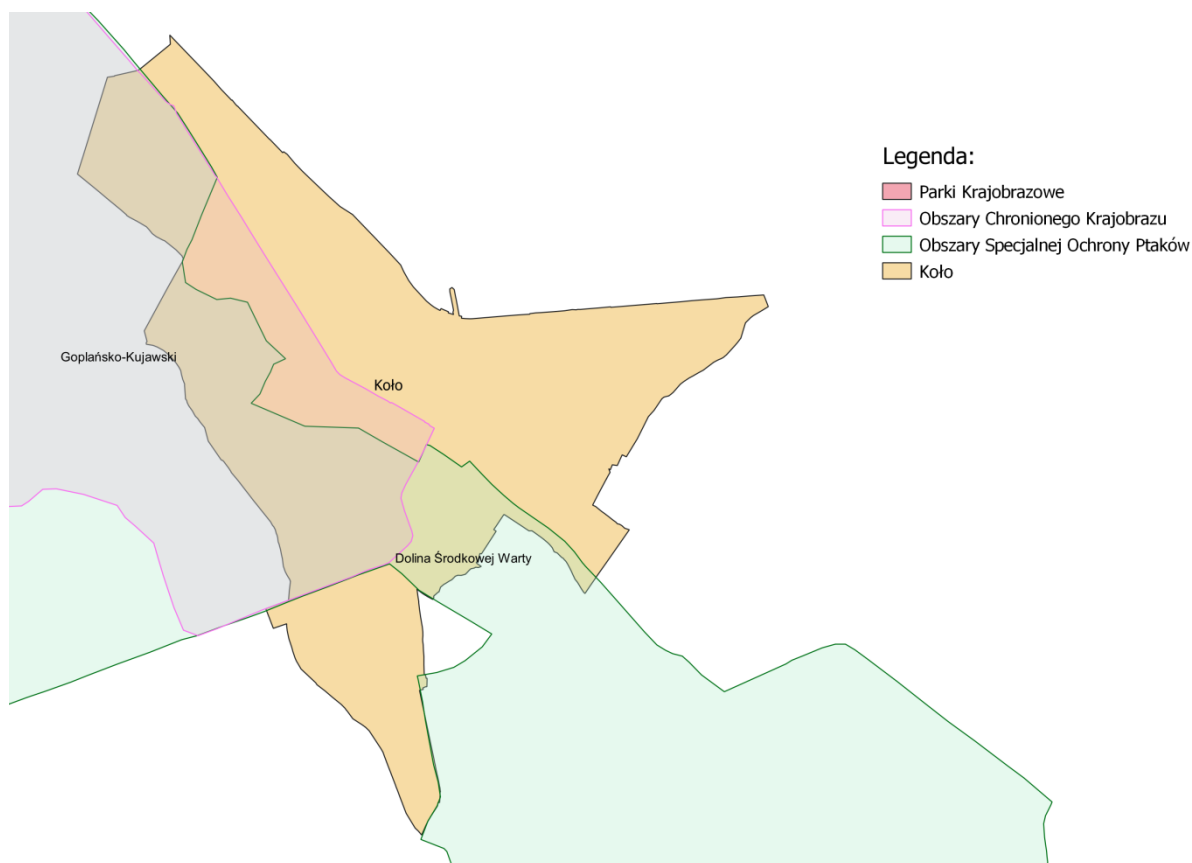 Legenda:
Parki Krajobrazowe
Obszary Chronionego Krajobrazu
Obszary Specjalnej Ochrony Ptaków
Koło
Goplańsko-Kujawski
Koło
Dolina Środkowej Warty